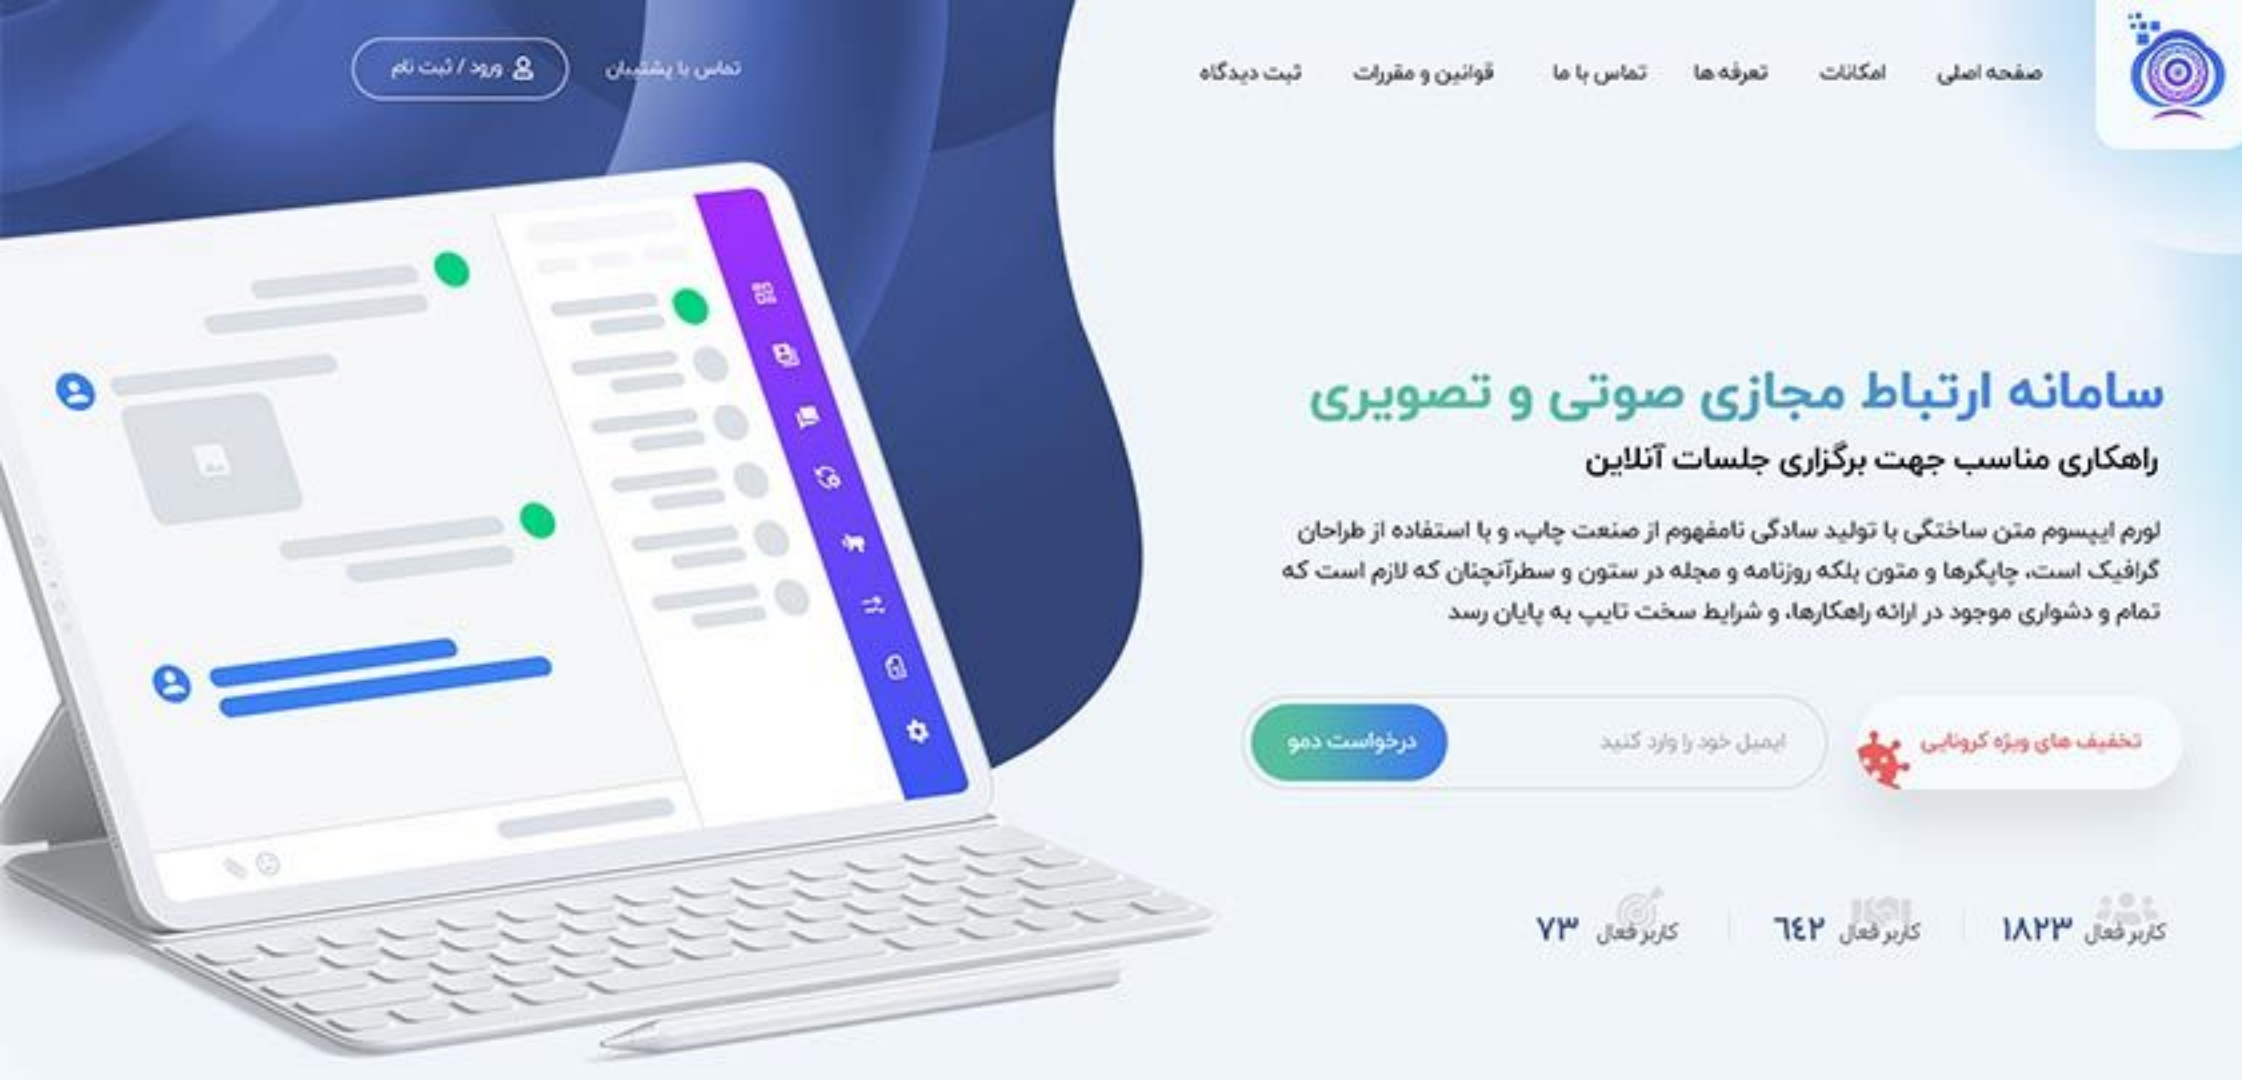 صفحه اصلی
امکانات
تعرفه ها
تماس با ما
قوانین و مقررات
ثبت دیدگاه
تماس با پشتیبان
ورود / ثبت نام
سامانه ارتباط مجازی صوتی و تصویری
راهکاری مناسب جهت برگزاری جلسات آنلاین
لورم ایپسوم متن ساختگی با تولید سادگی نامفهوم از صنعت چاپ، و با استفاده از طراحان
گرافیک است، چاپگرها و متون بلکه روزنامه و مجله در ستون و سطرآنچنان که لازم است که
تمام و دشواری موجود در ارائه راهکارها، و شرایط سخت تایپ به پایان رسد
تخفیف های ویژه کرونایی
ایمیل خود را وارد کنید
درخواست دمو
کاربر فعال ۱۸۲۳
کاربر فعال ٦٤٢
کاربر فعال ۷۳